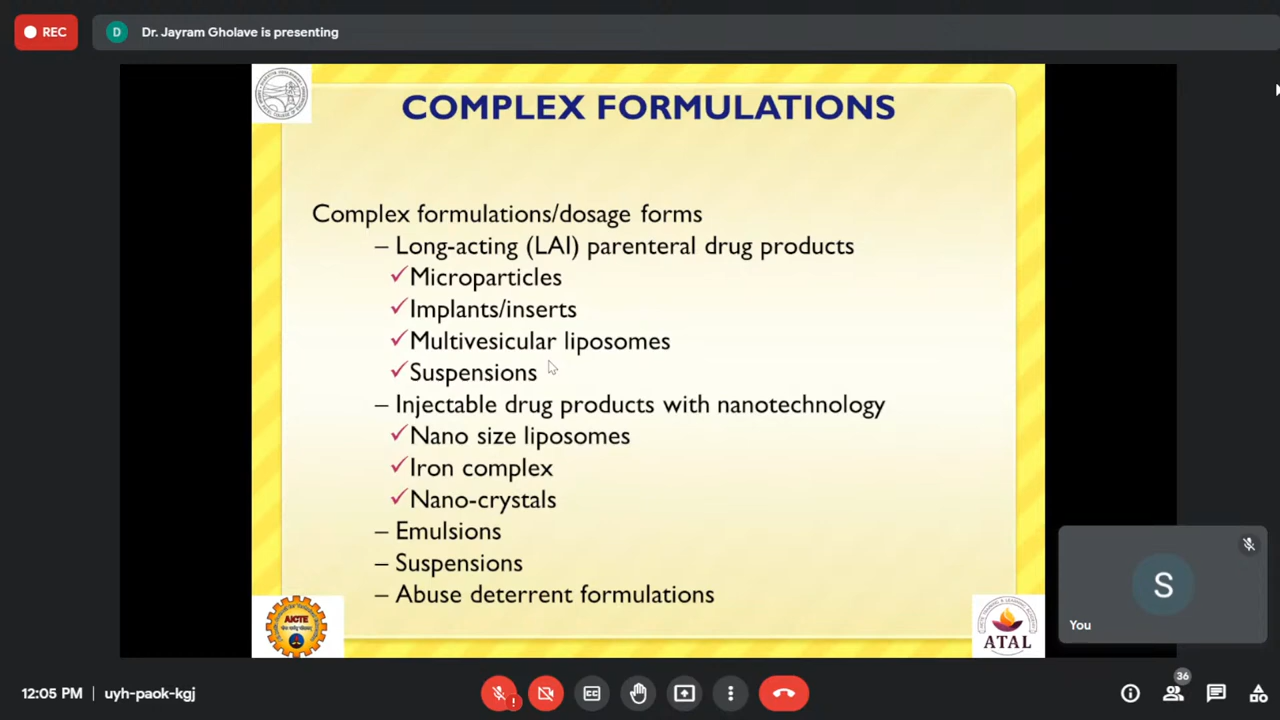 REC
D
Dr. Jayram Gholave is presenting
COMPLEX FORMULATIONS
Complex formulations/dosage forms
– Long-acting (LAI) parenteral drug products
✓Microparticles
✓Implants/inserts
✓Multivesicular liposomes
✓Suspensions
– Injectable drug products with nanotechnology
✓Nano size liposomes
✓Iron complex
✓Nano-crystals
– Emulsions
– Suspensions
– Abuse deterrent formulations
AICTE
ATAL
S
You
12:05 PM | uyh-paok-kgj
CC
36